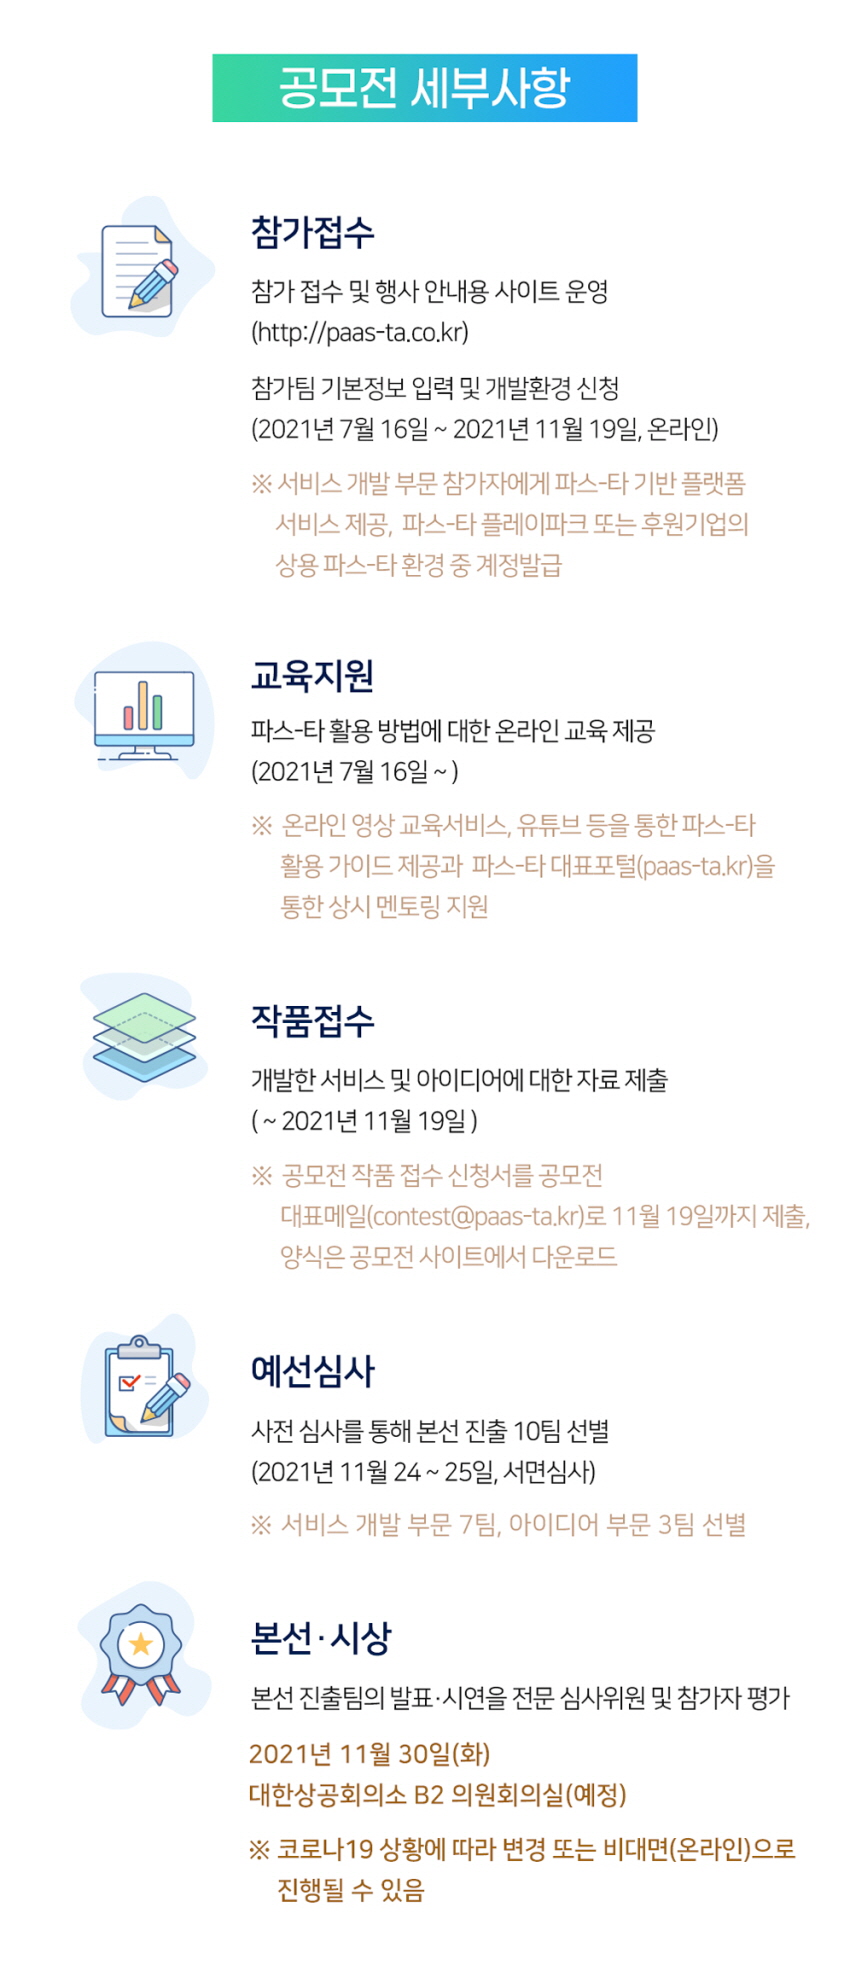 공모전 세부사항
참가접수
참가 접수 및 행사 안내용 사이트 운영
(http://paas-ta.co.kr)
참가팀 기본정보 입력 및 개발환경 신청
(2021년 7월 16일 ~ 2021년 11월 19일, 온라인)
※ 서비스 개발 부문 참가자에게 파스-타 기반 플랫폼
서비스 제공, 파스-타 플레이파크 또는 후원기업의
상용 파스-타 환경 중 계정발급
교육지원
파스-타 활용 방법에 대한 온라인 교육 제공
(2021년 7월 16일 ~ )
※ 온라인 영상 교육서비스, 유튜브 등을 통한 파스-타
활용 가이드 제공과 파스-타 대표포털(paas-ta.kr)을
통한 상시 멘토링 지원
작품접수
개발한 서비스 및 아이디어에 대한 자료 제출
( ~ 2021년 11월 19일 )
※ 공모전 작품 접수 신청서를 공모전
대표메일(contest@paas-ta.kr)로 11월 19일까지 제출,
양식은 공모전 사이트에서 다운로드
예선심사
사전 심사를 통해 본선 진출 10팀 선별
(2021년 11월 24 ~ 25일, 서면심사)
※ 서비스 개발 부문 7팀, 아이디어 부문 3팀 선별
본선·시상
본선 진출팀의 발표·시연을 전문 심사위원 및 참가자 평가
2021년 11월 30일(화)
대한상공회의소 B2 의원회의실(예정)
※ 코로나19 상황에 따라 변경 또는 비대면(온라인)으로
진행될 수 있음